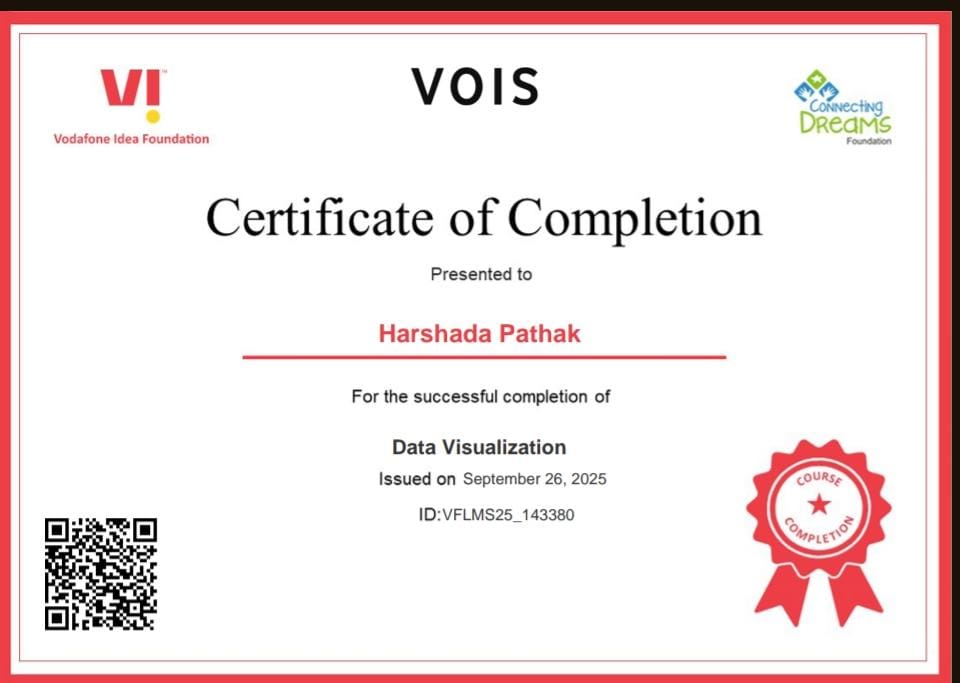 VI™
Vodafone Idea Foundation
VOIS
Connecting
Dreams
Foundation
Certificate of Completion
Presented to
Harshada Pathak
For the successful completion of
Data Visualization
Issued on September 26, 2025
ID:VFLMS25_143380
COURSE
COMPLETION